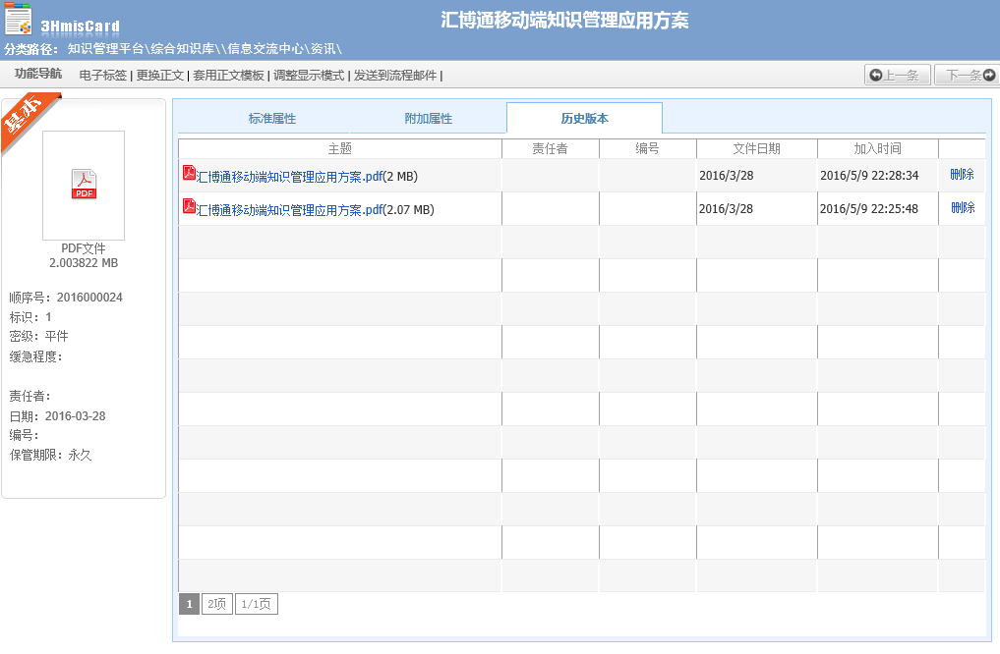 3HmisCard
汇博通移动端知识管理应用方案
分类路径: 知识管理平台\综合知识库\\信息交流中心\资讯\
功能导航 电子标签 | 更换正文 | 套用正文模板 | 调整显示模式 | 发送到流程邮件 | 上一条 下一条
基本
PDF
PDF文件
2.003822 MB
顺序号: 2016000024
标识: 1
密级: 平件
缓急程度:
责任者:
日期: 2016-03-28
编号:
保管期限: 永久
标准属性 附加属性 历史版本
主题 责任者 编号 文件日期 加入时间
汇博通移动端知识管理应用方案.pdf(2 MB) 2016/3/28 2016/5/9 22:28:34 删除
汇博通移动端知识管理应用方案.pdf(2.07 MB) 2016/3/28 2016/5/9 22:25:48 删除
1 2项 1/1页